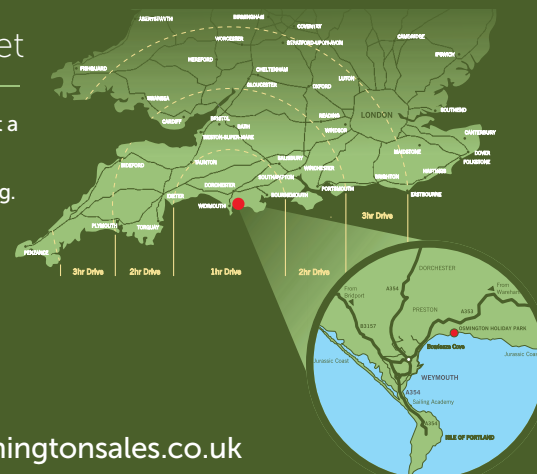 et
t a
g.
ABERYSTWYTH
BIRMINGHAM
COVENTRY
WORCESTER
STRATFORD-UPON-AVON
CAMBRIDGE
IPSWICH
FISHGUARD
HEREFORD
CHELTENHAM
GLOUCESTER
LUTON
OXFORD
SWANSEA
CARDIFF
BRISTOL
BATH
WESTON-SUPER-MARE
READING
WINDSOR
LONDON
SOUTHEND
CANTERBURY
MAIDSTONE
DOVER
FOLKESTONE
HASTINGS
BIDEFORD
TAUNTON
SALISBURY
WINCHESTER
SOUTHAMPTON
DORCHESTER
BOURNEMOUTH
PORTSMOUTH
BRIGHTON
EASTBOURNE
EXETER
WEYMOUTH
PLYMOUTH
TORQUAY
PENZANCE
3hr Drive
2hr Drive
1hr Drive
2hr Drive
3hr Drive
DORCHESTER
From
Bridport
A354
From
Wareham
PRESTON
A353
B3157
OSMINGTON HOLIDAY PARK
Bowleaze Cove
Jurassic Coast
Jurassic Coas
WEYMOUTH
A354
Sailing Academy
A354
ISLE OF PORTLAND
mingtonsales.co.uk